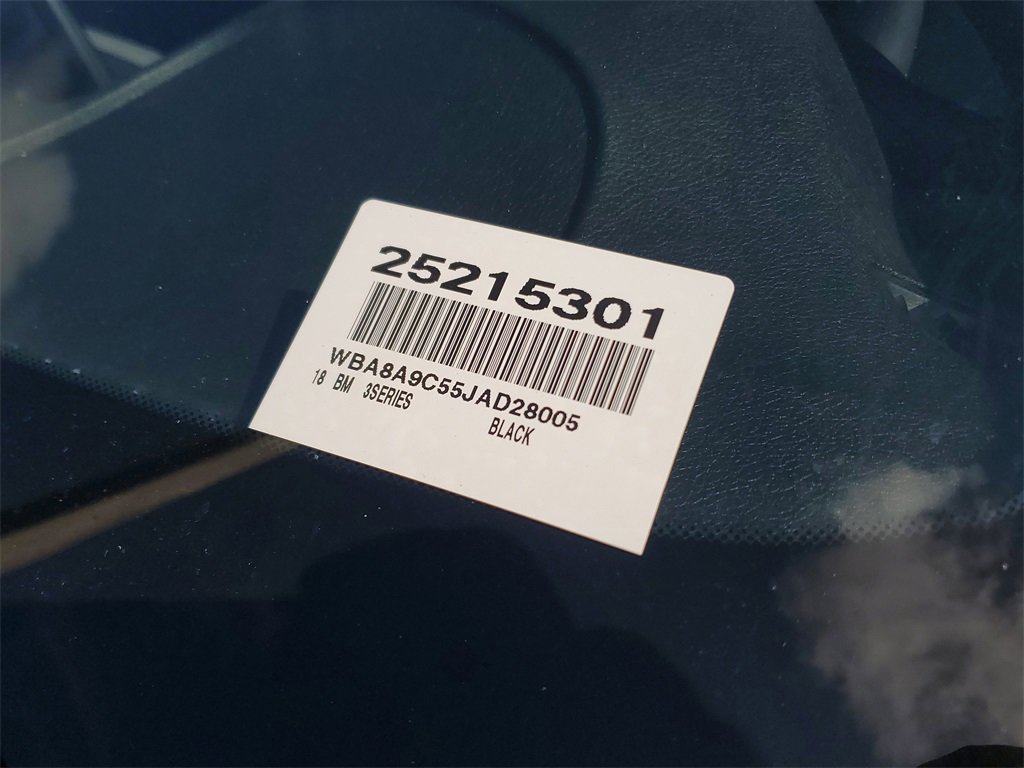 25215301
WBA8A9C55JAD28005
18 BM 3SERIES
BLACK